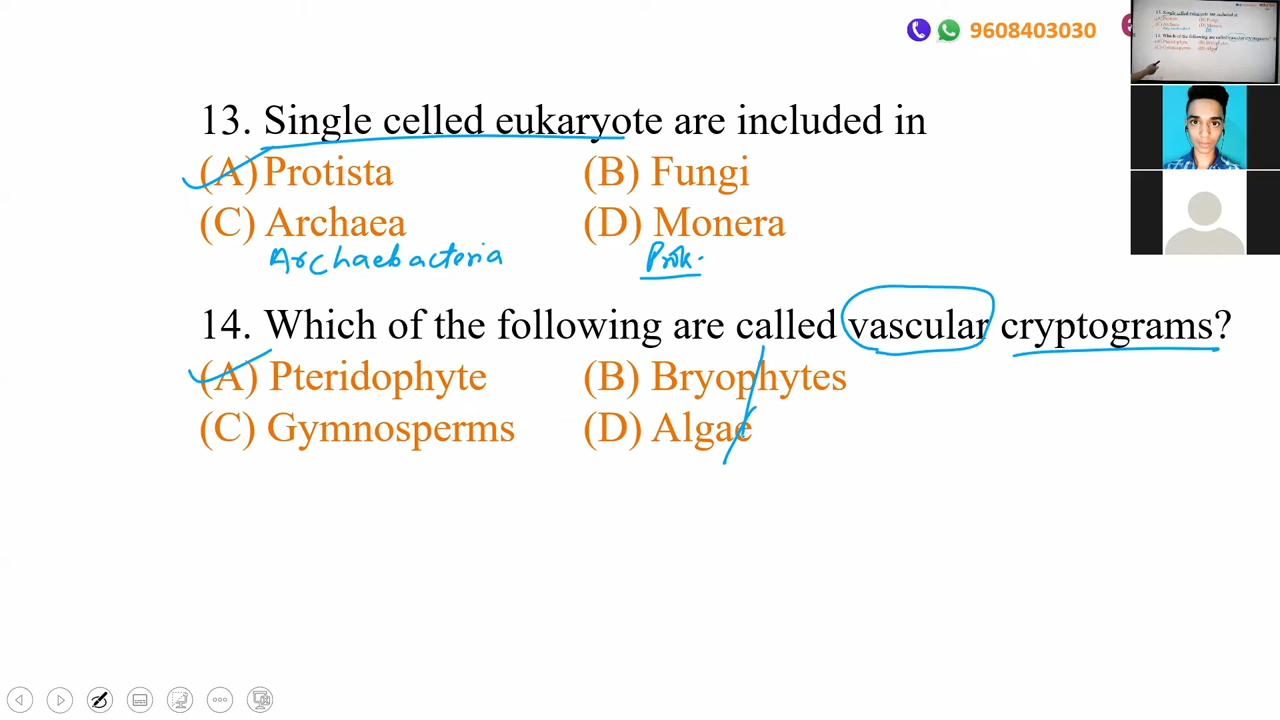 9608403030
13. Single celled eukaryote are included in
(A) Protista (B) Fungi
(C) Archaea (D) Monera
Archaebacteria Prok.
14. Which of the following are called vascular cryptograms?
(A) Pteridophyte (B) Bryophytes
(C) Gymnosperms (D) Algae